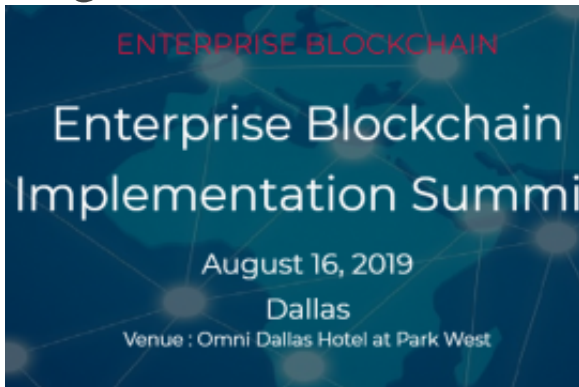 ENTERPRISE BLOCKCHAIN
Enterprise Blockchain
Implementation Summi
August 16, 2019
Dallas
Venue : Omni Dallas Hotel at Park West